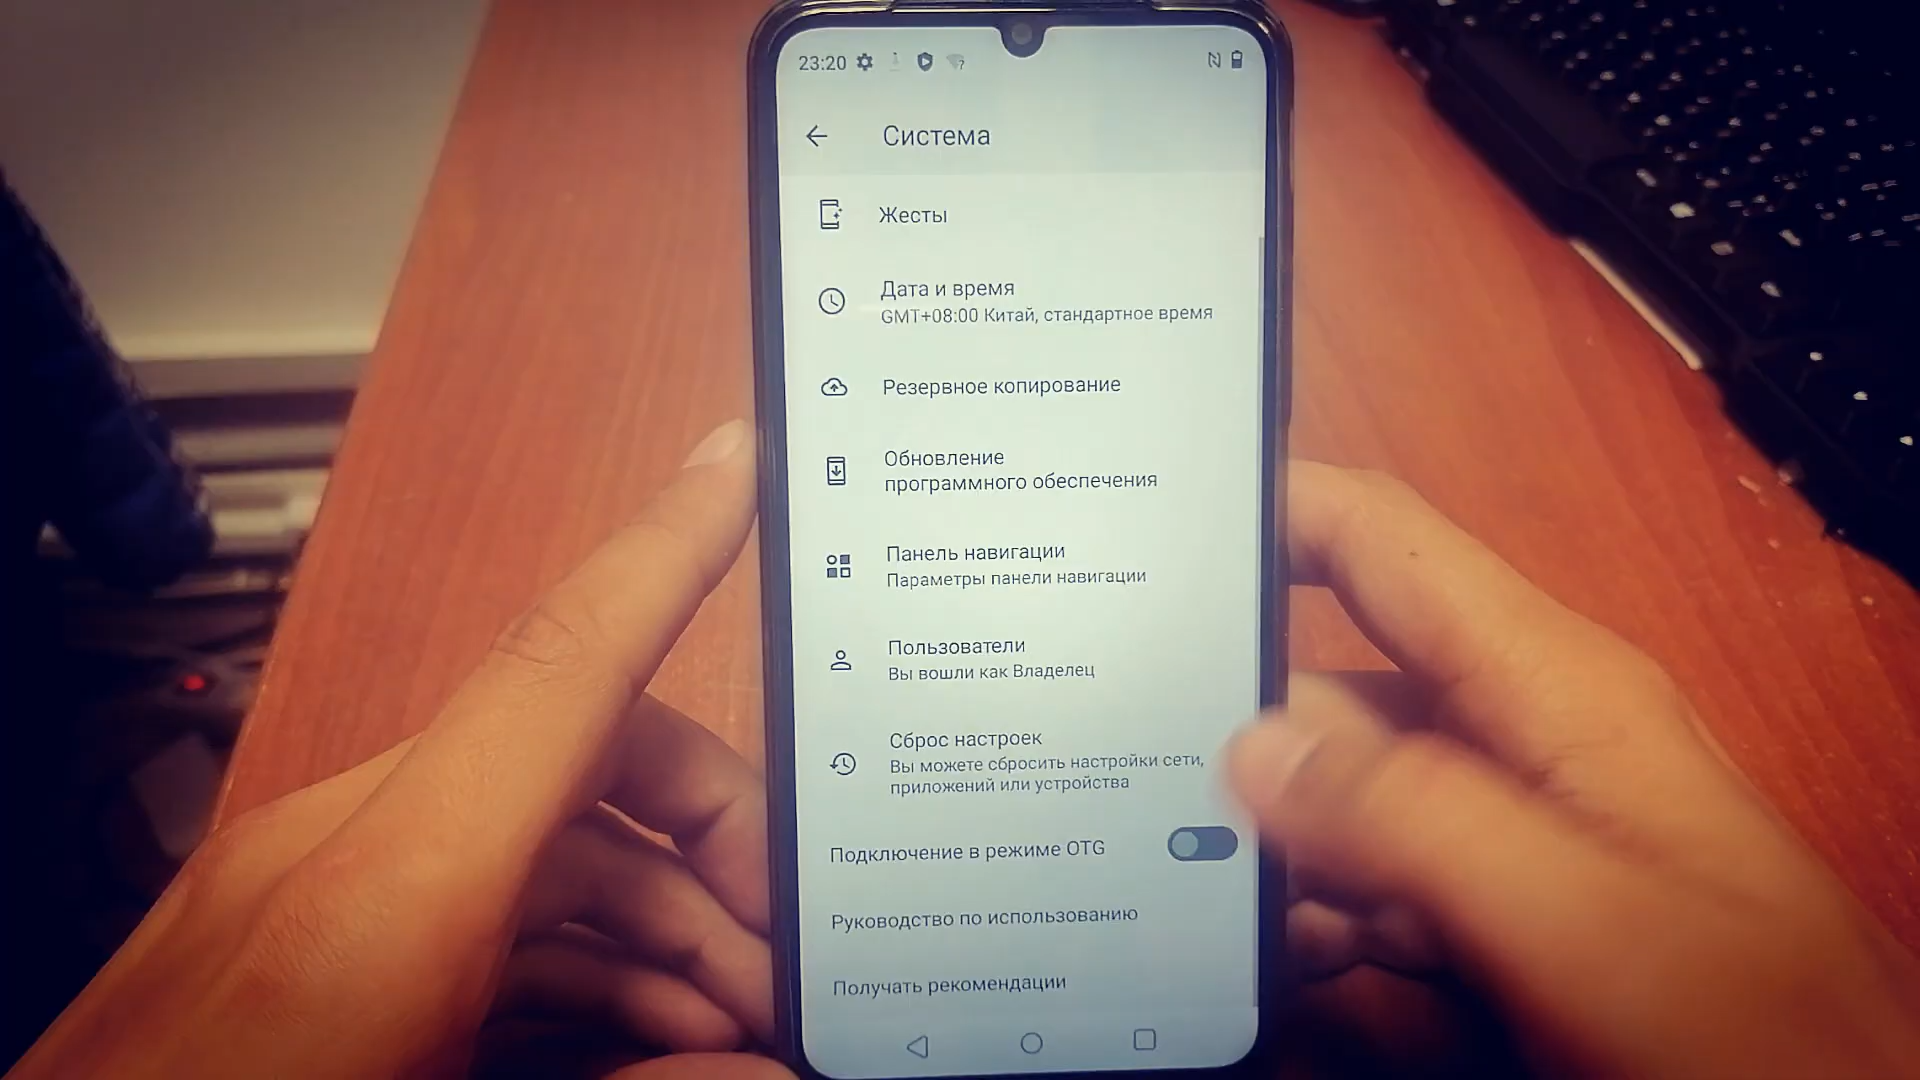 23:20
Система
Жесты
Дата и время
GMT+08:00 Китай, стандартное время
Резервное копирование
Обновление
программного обеспечения
Панель навигации
Параметры панели навигации
Пользователи
Вы вошли как Владелец
Сброс настроек
Вы можете сбросить настройки сети,
приложений или устройства
Подключение в режиме OTG
Руководство по использованию
Получать рекомендации